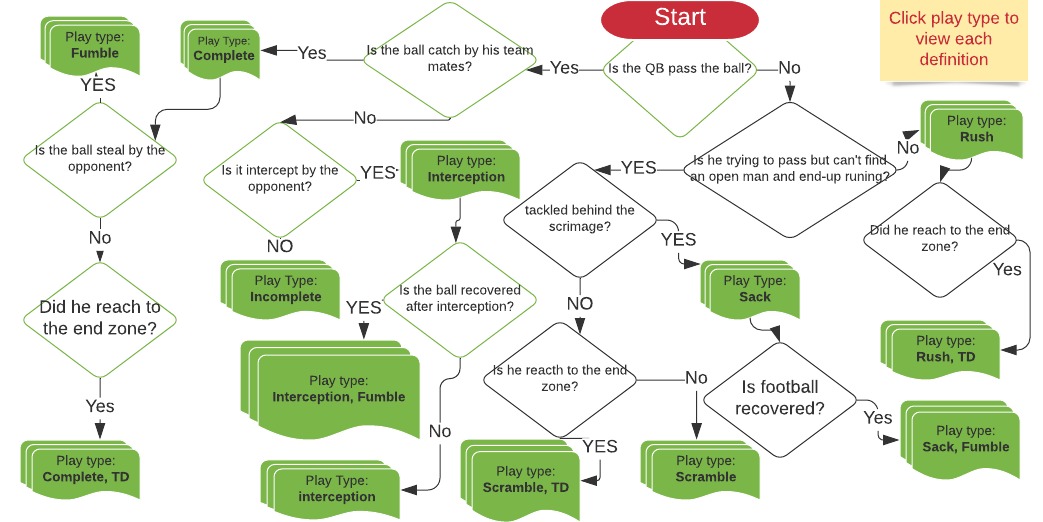 Start
Click play type to
view each
definition
Play type:
Fumble
Play Type:
Complete
Yes
Is the ball catch by his team
mates?
Yes
Is the QB pass the ball?
No
YES
No
Play type:
Rush
No
Is the ball steal by the
opponent?
Is it intercept by the
opponent?
YES
Play type:
Interception
YES
Is he trying to pass but can't find
an open man and end-up runing?
tackled behind the
scrimage?
YES
Did he reach to the end
zone?
Yes
No
NO
Play Type:
Incomplete
Is the ball recovered
after interception?
YES
NO
Play type:
Sack
Did he reach to
the end zone?
Play type:
Rush, TD
Play type:
Interception, Fumble
Is he reacth to the end
zone?
No
Is football
recovered?
Yes
Yes
No
YES
Play type:
Sack, Fumble
Play type:
Complete, TD
Play type:
interception
Play type:
Scramble, TD
Play type:
Scramble